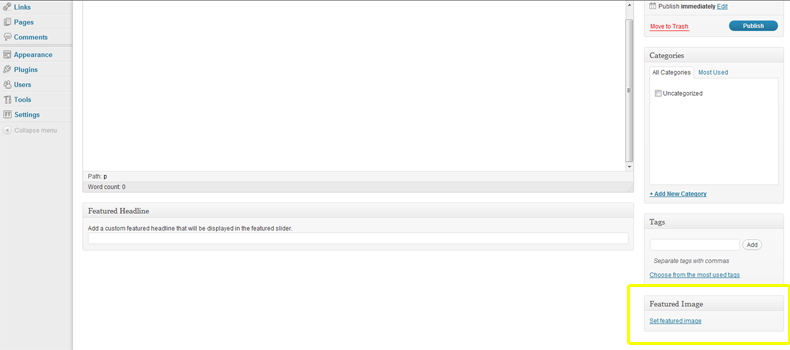 Links
Pages
Comments
Appearance
Plugins
Users
Tools
Settings
Collapse menu
Path: p
Word count: 0
Featured Headline
Add a custom featured headline that will be displayed in the featured slider.
Publish immediately Edit
Move to Trash Publish
Categories
All Categories Most Used
Uncategorized
+ Add New Category
Tags
Add
Separate tags with commas
Choose from the most used tags
Featured Image
Set featured image